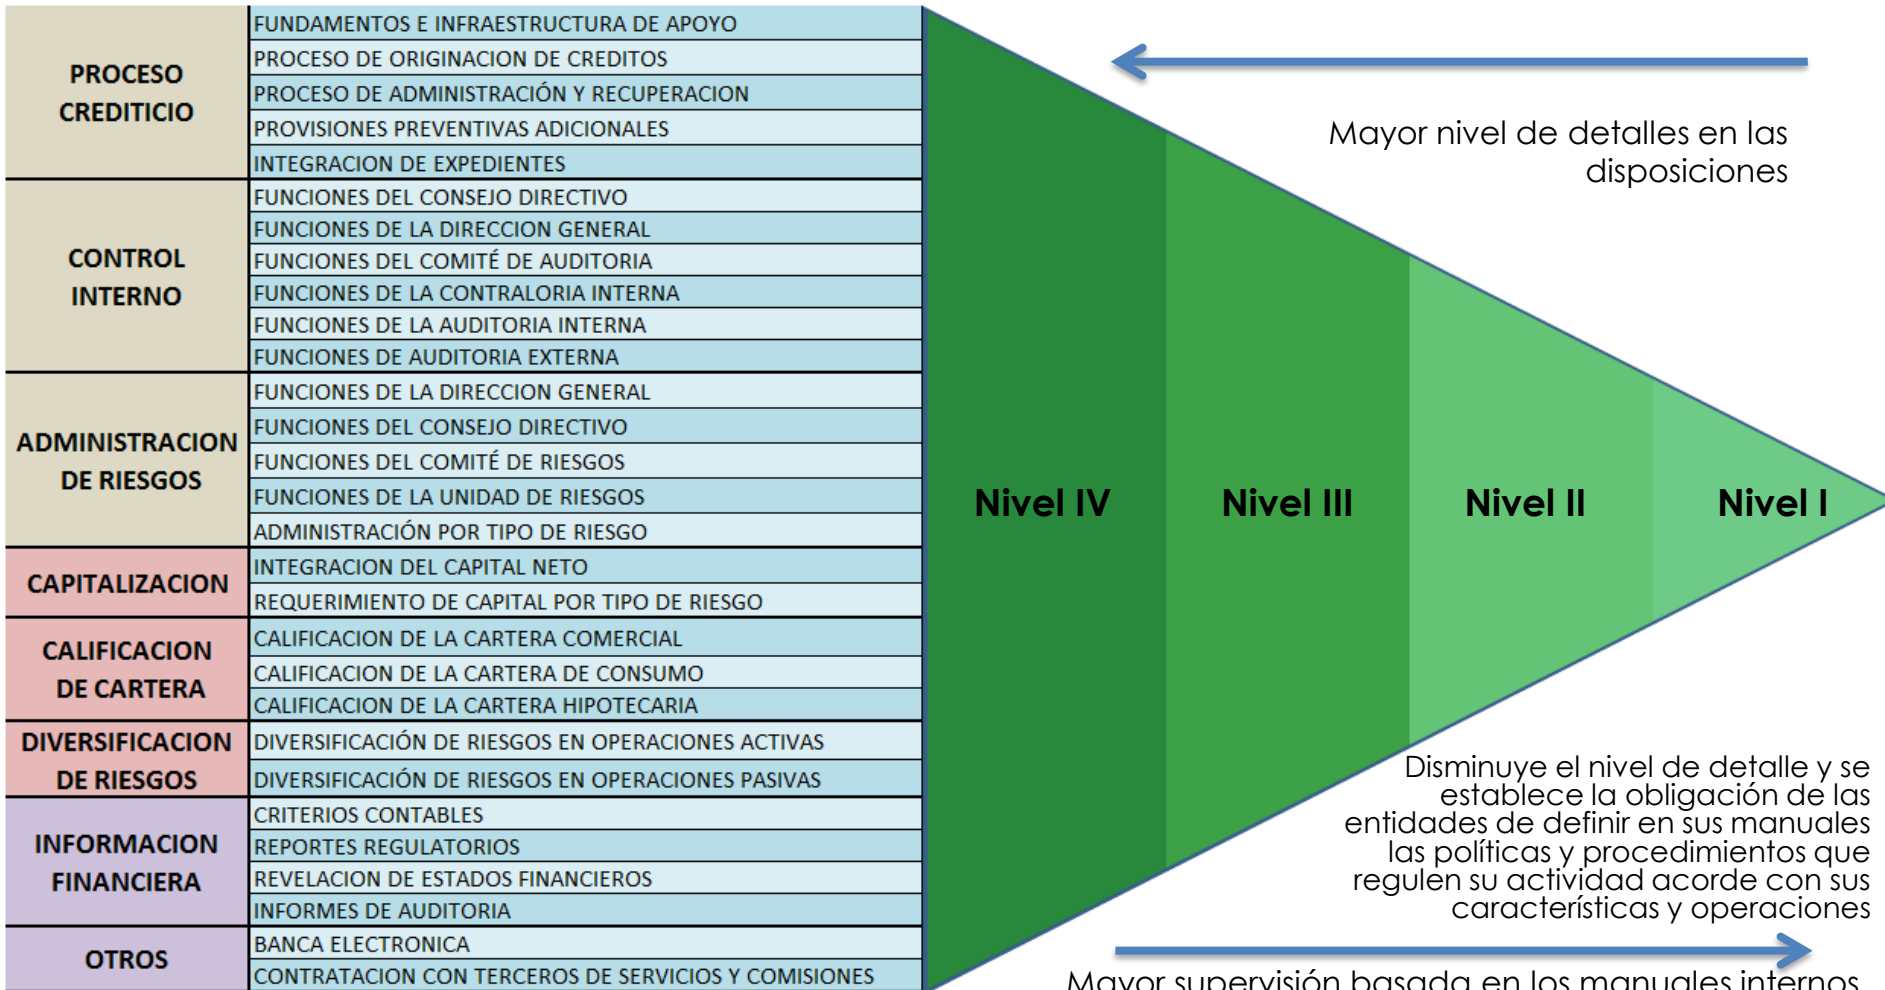 PROCESO
CREDITICIO
FUNDAMENTOS E INFRAESTRUCTURA DE APOYO
PROCESO DE ORIGINACION DE CREDITOS
PROCESO DE ADMINISTRACIÓN Y RECUPERACION
PROVISIONES PREVENTIVAS ADICIONALES
INTEGRACION DE EXPEDIENTES
CONTROL
INTERNO
FUNCIONES DEL CONSEJO DIRECTIVO
FUNCIONES DE LA DIRECCION GENERAL
FUNCIONES DEL COMITÉ DE AUDITORIA
FUNCIONES DE LA CONTRALORIA INTERNA
FUNCIONES DE LA AUDITORIA INTERNA
FUNCIONES DE AUDITORIA EXTERNA
ADMINISTRACION
DE RIESGOS
FUNCIONES DE LA DIRECCION GENERAL
FUNCIONES DEL CONSEJO DIRECTIVO
FUNCIONES DEL COMITÉ DE RIESGOS
FUNCIONES DE LA UNIDAD DE RIESGOS
ADMINISTRACIÓN POR TIPO DE RIESGO
CAPITALIZACION
INTEGRACION DEL CAPITAL NETO
REQUERIMIENTO DE CAPITAL POR TIPO DE RIESGO
CALIFICACION
DE CARTERA
CALIFICACION DE LA CARTERA COMERCIAL
CALIFICACION DE LA CARTERA DE CONSUMO
CALIFICACION DE LA CARTERA HIPOTECARIA
DIVERSIFICACION
DE RIESGOS
DIVERSIFICACIÓN DE RIESGOS EN OPERACIONES ACTIVAS
DIVERSIFICACIÓN DE RIESGOS EN OPERACIONES PASIVAS
INFORMACION
FINANCIERA
CRITERIOS CONTABLES
REPORTES REGULATORIOS
REVELACION DE ESTADOS FINANCIEROS
INFORMES DE AUDITORIA
OTROS
BANCA ELECTRONICA
CONTRATACION CON TERCEROS DE SERVICIOS Y COMISIONES
Mayor nivel de detalles en las
disposiciones
Nivel IV
Nivel III
Nivel II
Nivel I
Disminuye el nivel de detalle y se
establece la obligación de las
entidades de definir en sus manuales
las políticas y procedimientos que
regulen su actividad acorde con sus
características y operaciones
Mayor supervisión basada en los manuales internos